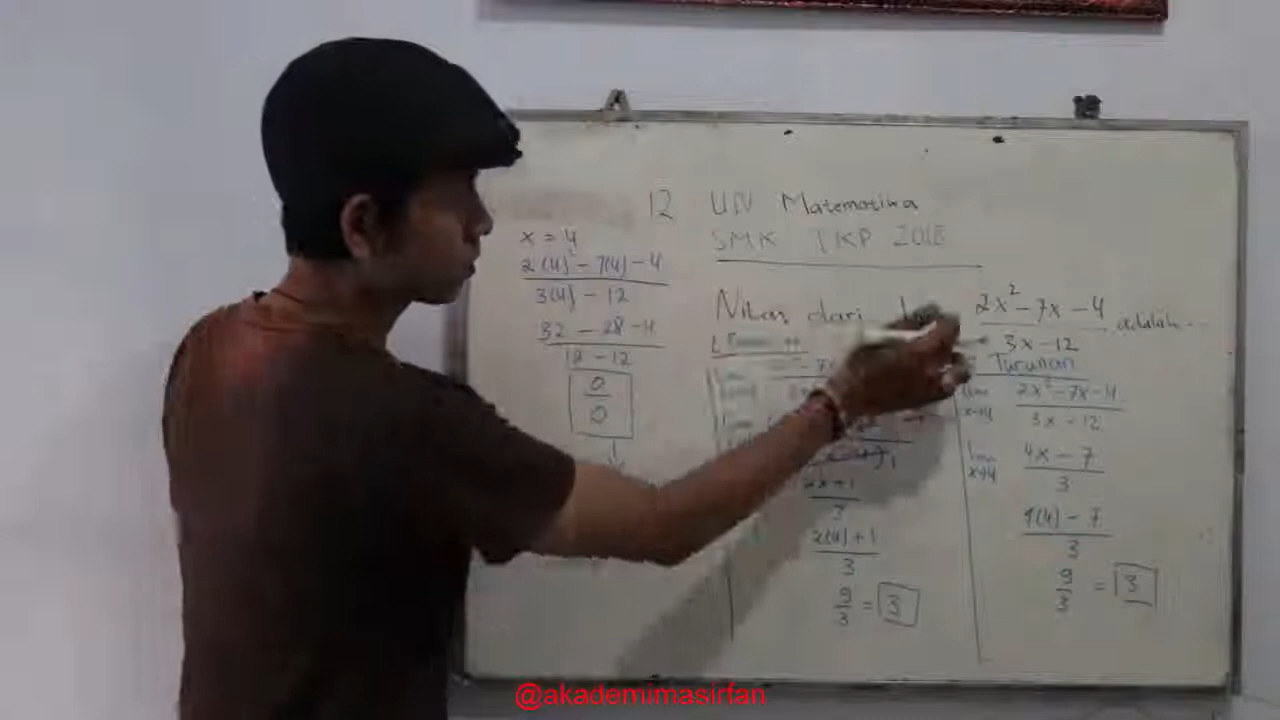 12 UN Matematika
SMK TKP 2018
x = 4
2(4)² - 7(4) - 4
3(4) - 12
32 - 28 - 4
12 - 12
0
0
Nilai dari 2x² - 7x - 4 adalah ...
3x - 12
2x + 1
3
2(4) + 1
3
9
3
= 3
Turunan
lim x→4 2x² - 7x - 4
3x - 12
lim x→4 4x - 7
3
4(4) - 7
3
9
3
= 3
@akademimasirfan